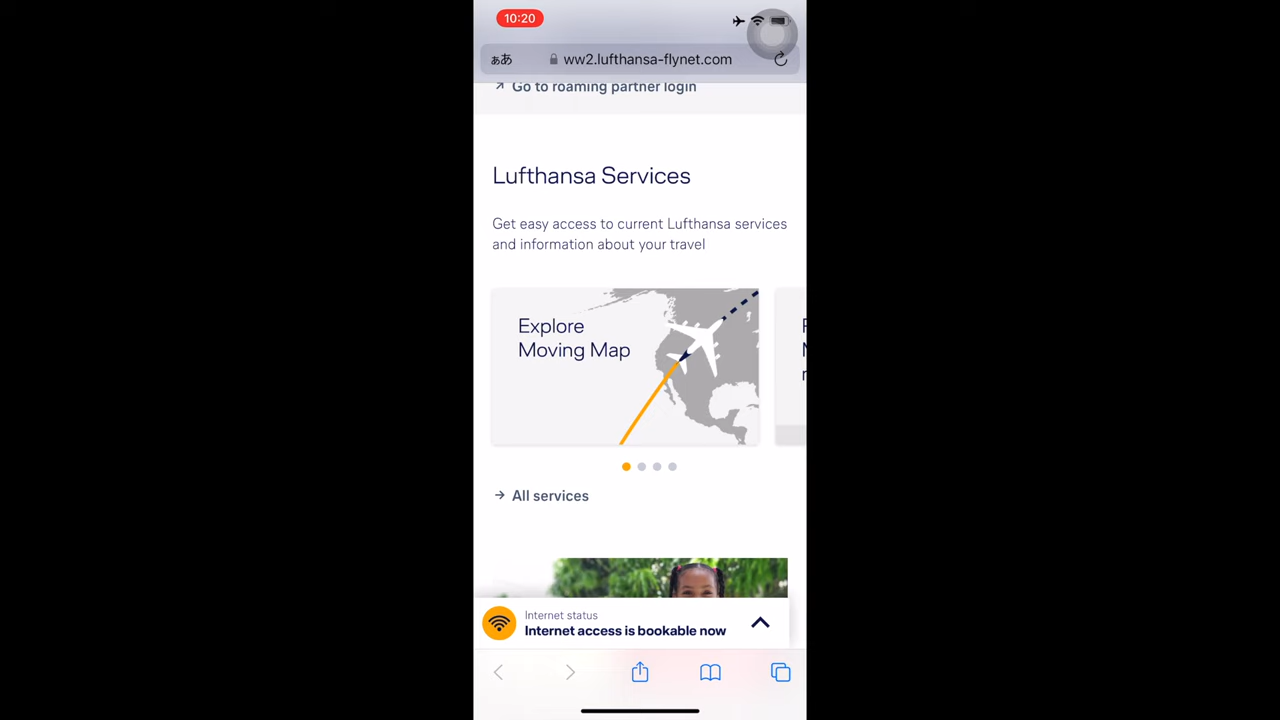 10:20
ぁあ
ww2.lufthansa-flynet.com
Go to roaming partner login
Lufthansa Services
Get easy access to current Lufthansa services
and information about your travel
Explore
Moving Map
All services
Internet status
Internet access is bookable now